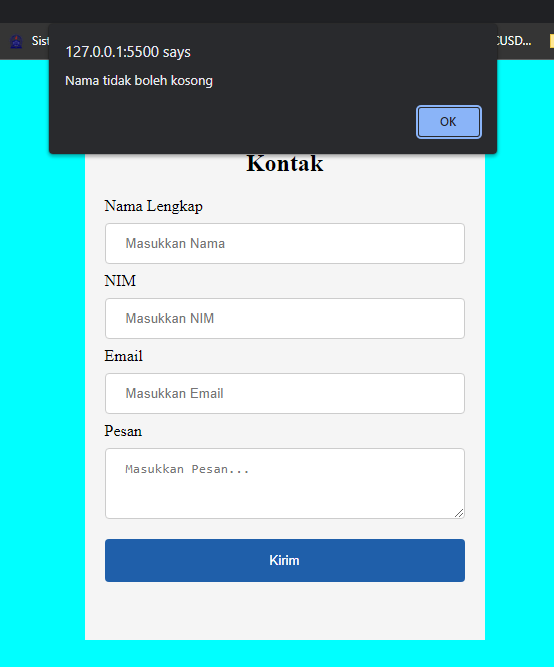 Sist
CUSD...
127.0.0.1:5500 says
Nama tidak boleh kosong
OK
Kontak
Nama Lengkap
Masukkan Nama
NIM
Masukkan NIM
Email
Masukkan Email
Pesan
Masukkan Pesan...
Kirim